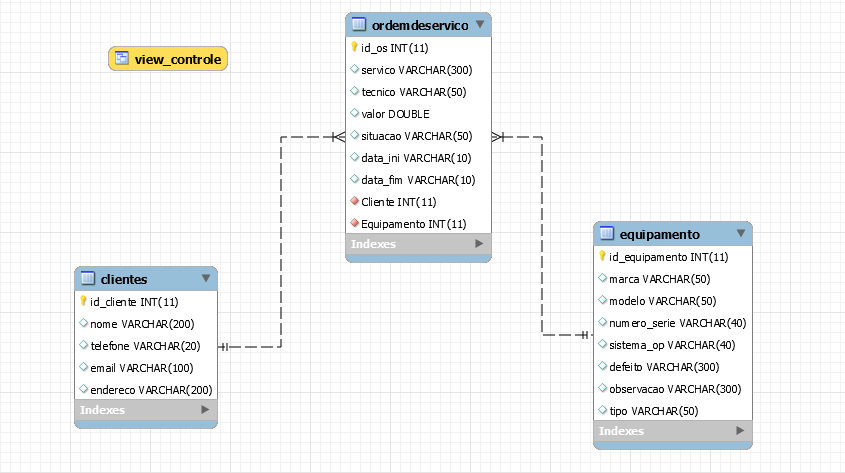 view_controle
ordemdeservico
id_os INT(11)
servico VARCHAR(300)
tecnico VARCHAR(50)
valor DOUBLE
situacao VARCHAR(50)
data_ini VARCHAR(10)
data_fim VARCHAR(10)
Cliente INT(11)
Equipamento INT(11)
Indexes
clientes
id_cliente INT(11)
nome VARCHAR(200)
telefone VARCHAR(20)
email VARCHAR(100)
endereco VARCHAR(200)
Indexes
equipamento
id_equipamento INT(11)
marca VARCHAR(50)
modelo VARCHAR(50)
numero_serie VARCHAR(40)
sistema_op VARCHAR(40)
defeito VARCHAR(300)
observacao VARCHAR(300)
tipo VARCHAR(50)
Indexes